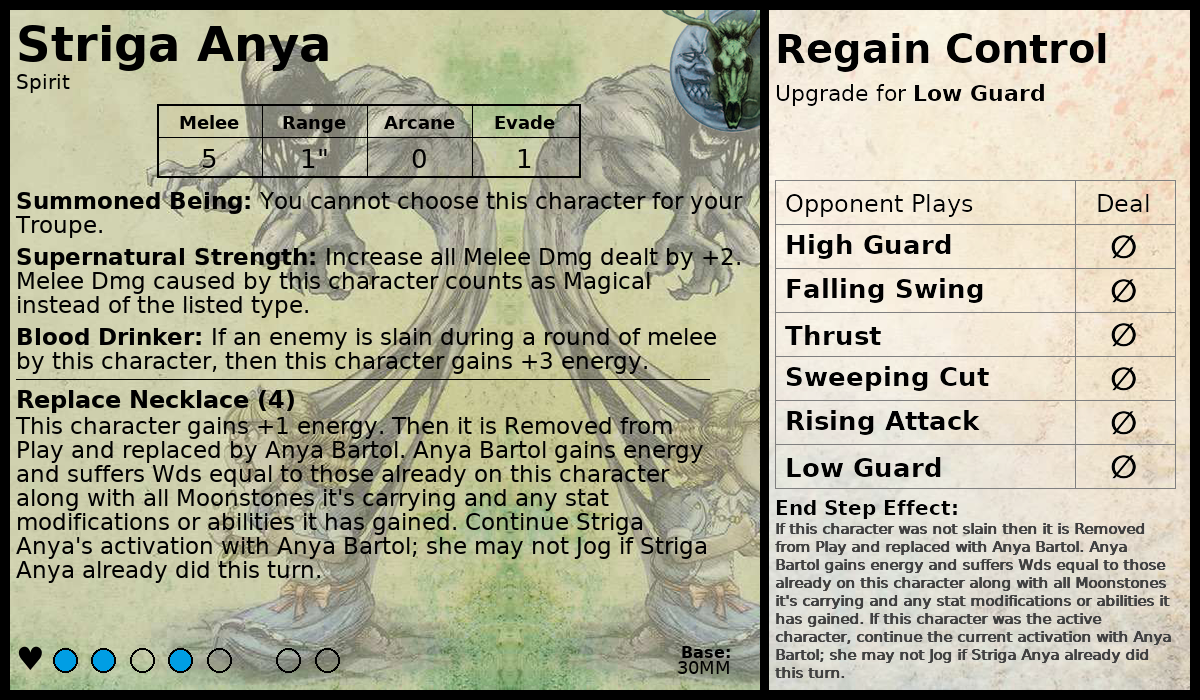 Striga Anya
Spirit
Melee Range Arcane Evade
5 1" 0 1
Summoned Being: You cannot choose this character for your
Troupe.
Supernatural Strength: Increase all Melee Dmg dealt by +2.
Melee Dmg caused by this character counts as Magical
instead of the listed type.
Blood Drinker: If an enemy is slain during a round of melee
by this character, then this character gains +3 energy.
Replace Necklace (4)
This character gains +1 energy. Then it is Removed from
Play and replaced by Anya Bartol. Anya Bartol gains energy
and suffers Wds equal to those already on this character
along with all Moonstones it's carrying and any stat
modifications or abilities it has gained. Continue Striga
Anya's activation with Anya Bartol; she may not Jog if Striga
Anya already did this turn.
Base:
30MM
Regain Control
Upgrade for Low Guard
Opponent Plays Deal
High Guard ∅
Falling Swing ∅
Thrust ∅
Sweeping Cut ∅
Rising Attack ∅
Low Guard ∅
End Step Effect:
If this character was not slain then it is Removed
from Play and replaced with Anya Bartol. Anya
Bartol gains energy and suffers Wds equal to those
already on this character along with all Moonstones
it's carrying and any stat modifications or abilities it
has gained. If this character was the active
character, continue the current activation with Anya
Bartol; she may not Jog if Striga Anya already did
this turn.